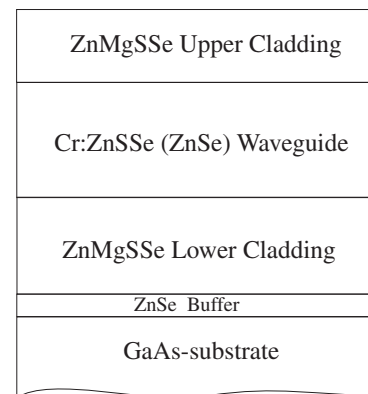 ZnMgSSe Upper Cladding
Cr:ZnSSe (ZnSe) Waveguide
ZnMgSSe Lower Cladding
ZnSe Buffer
GaAs-substrate